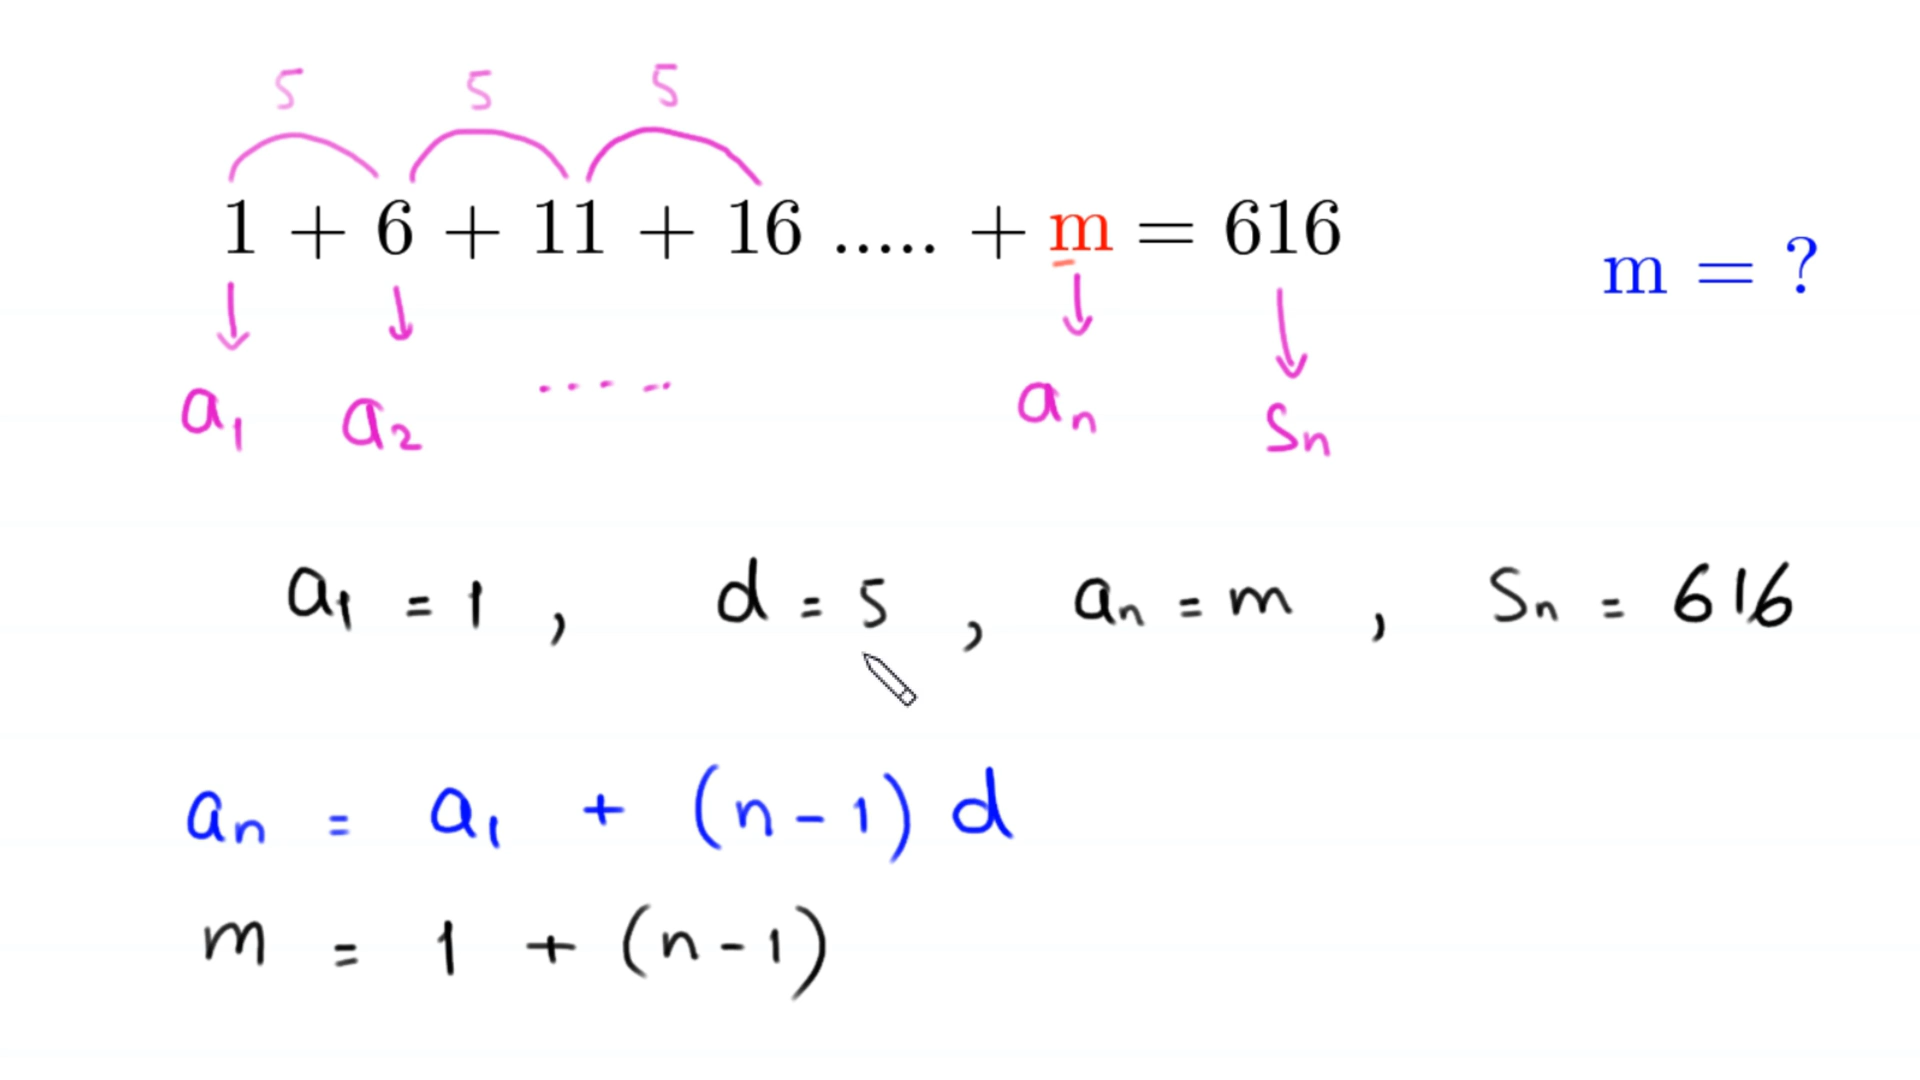 5 5 5
1 + 6 + 11 + 16 ..... + m = 616
m = ?
a₁ a₂ ..... aₙ Sₙ
a₁ = 1 , d = 5 , aₙ = m , Sₙ = 616
aₙ = a₁ + (n - 1) d
m = 1 + (n - 1)